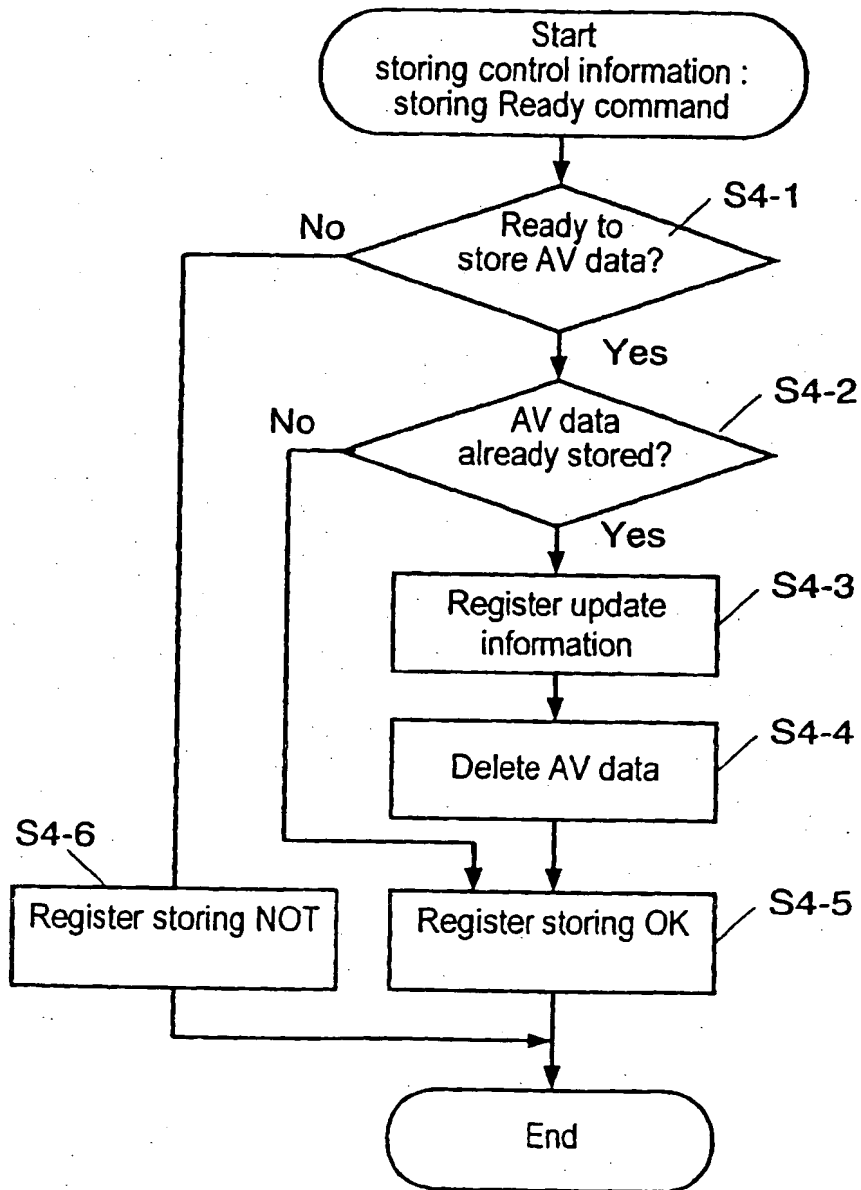 Start
storing control information :
storing Ready command
S4-1
No
Ready to
store AV data?
Yes
S4-2
No
AV data
already stored?
Yes
S4-3
Register update
information
S4-4
Delete AV data
S4-6
S4-5
Register storing NOT
Register storing OK
End